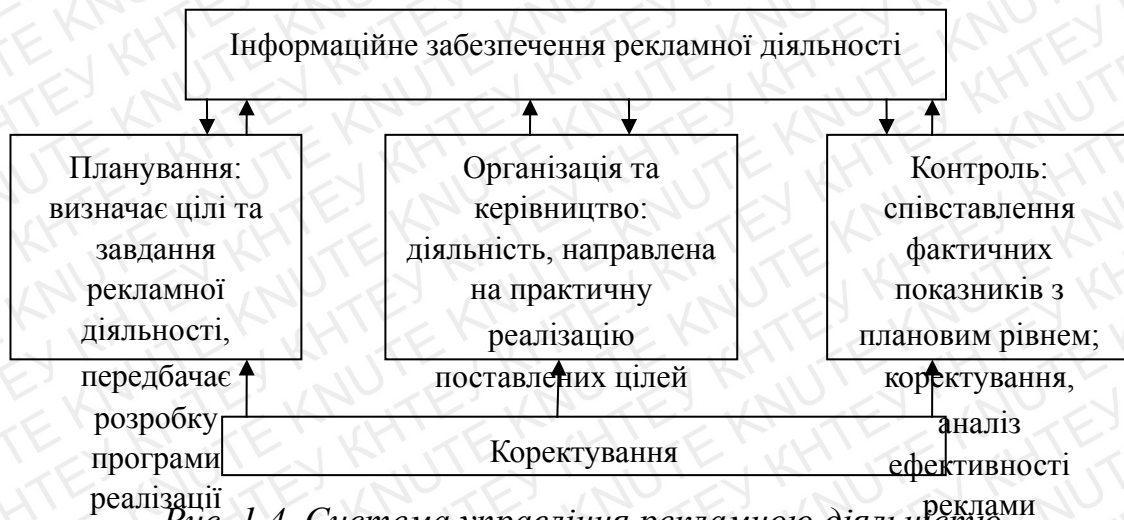 Інформаційне забезпечення рекламної діяльності
Планування:
визначає цілі та
завдання
рекламної
діяльності,
передбачає
розробку
програми
реалізації
Організація та
керівництво:
діяльність, направлена
на практичну
реалізацію
поставлених цілей
Контроль:
співставлення
фактичних
показників з
плановим рівнем;
коректування,
аналіз
ефективності
реклами
Коректування
Рис. 1.4. Система управління рекламною діяльністю